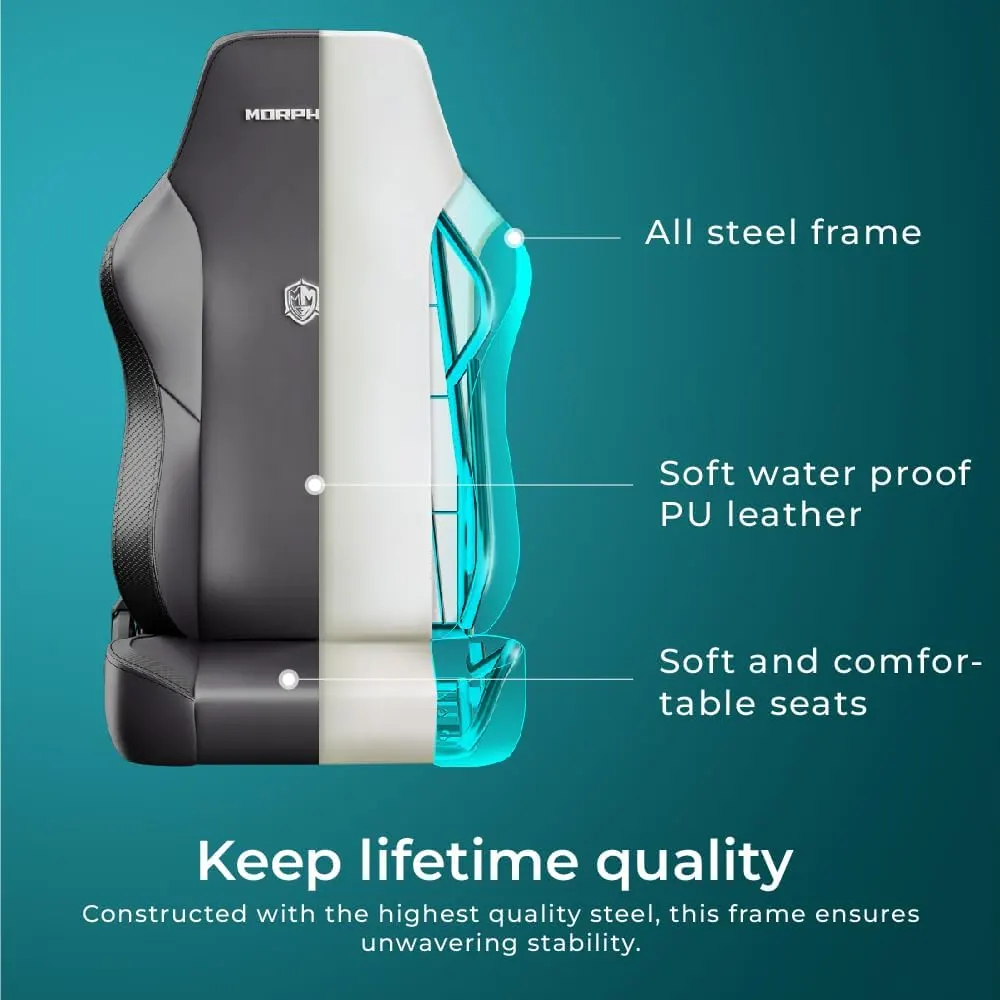 MORPH
All steel frame
Soft water proof
PU leather
Soft and comfor-
table seats
Keep lifetime quality
Constructed with the highest quality steel, this frame ensures
unwavering stability.